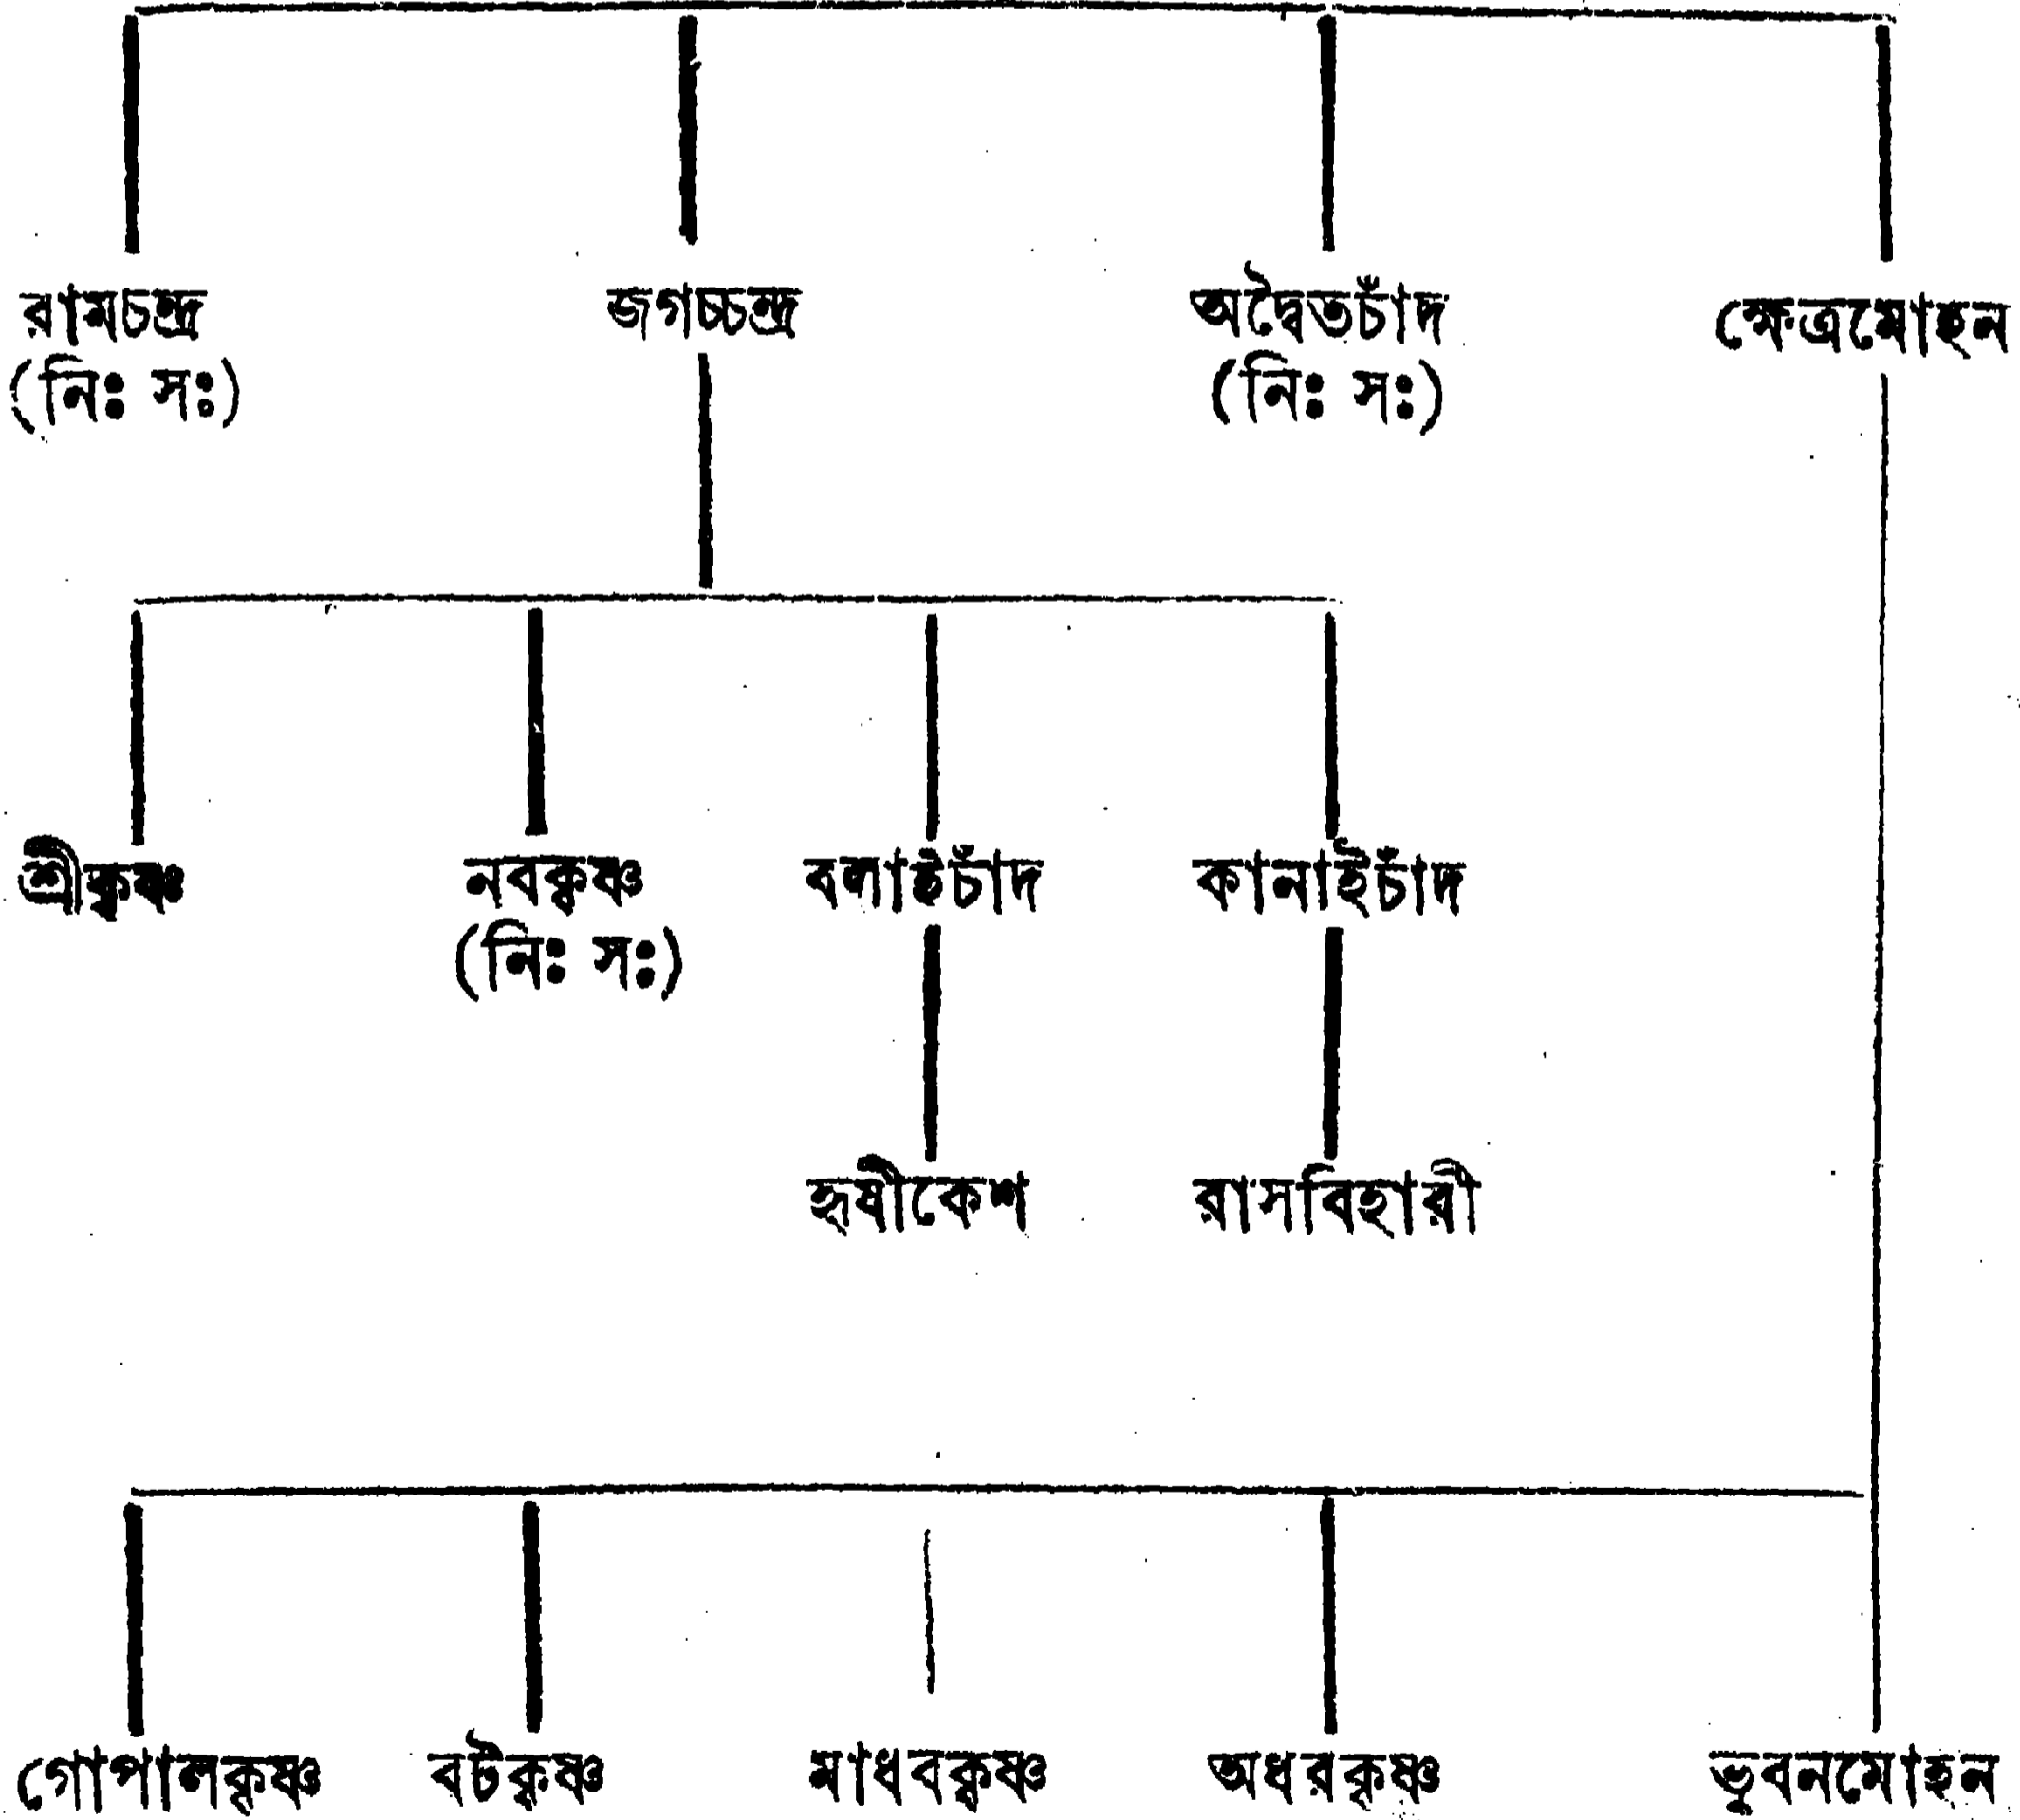 রামচন্দ্র জগচ্চন্দ্র অদ্বৈতচাঁদ ক্ষেত্রমোহন
(নিঃ সঃ) (নিঃ সঃ)
শ্রীকৃষ্ণ নবকৃষ্ণ বলাইচাঁদ কানাইচাঁদ
(নিঃ সঃ)
হৃষীকেশ রাসবিহারী
গোপালকৃষ্ণ বটকৃষ্ণ মাধবকৃষ্ণ অধরকৃষ্ণ ভুবনমোহন